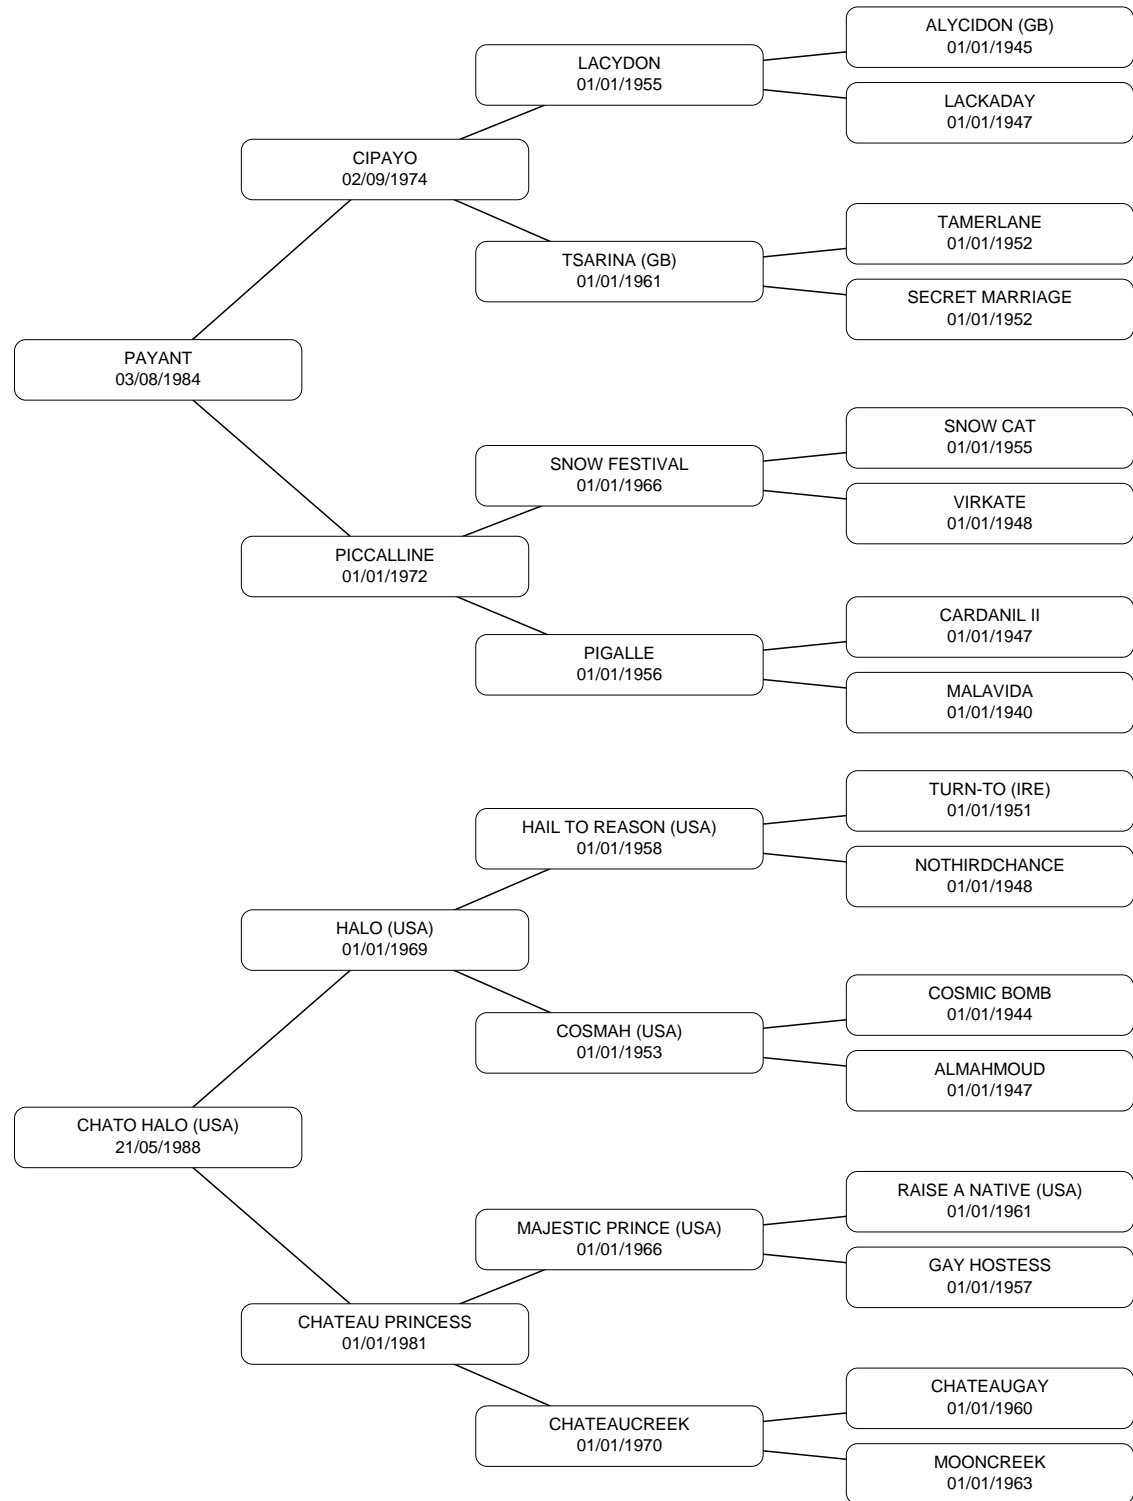 ALYCIDON (GB)
01/01/1945
LACYDON
01/01/1955
LACKADAY
01/01/1947
CIPAYO
02/09/1974
TAMERLANE
01/01/1952
TSARINA (GB)
01/01/1961
SECRET MARRIAGE
01/01/1952
PAYANT
03/08/1984
SNOW CAT
01/01/1955
SNOW FESTIVAL
01/01/1966
VIRKATE
01/01/1948
PICCALLINE
01/01/1972
CARDANIL II
01/01/1947
PIGALLE
01/01/1956
MALAVIDA
01/01/1940
TURN-TO (IRE)
01/01/1951
HAIL TO REASON (USA)
01/01/1958
NOTHIRDCHANCE
01/01/1948
HALO (USA)
01/01/1969
COSMIC BOMB
01/01/1944
COSMAH (USA)
01/01/1953
ALMAHMOUD
01/01/1947
CHATO HALO (USA)
21/05/1988
RAISE A NATIVE (USA)
01/01/1961
MAJESTIC PRINCE (USA)
01/01/1966
GAY HOSTESS
01/01/1957
CHATEAU PRINCESS
01/01/1981
CHATEAUGAY
01/01/1960
CHATEAUCREEK
01/01/1970
MOONCREEK
01/01/1963